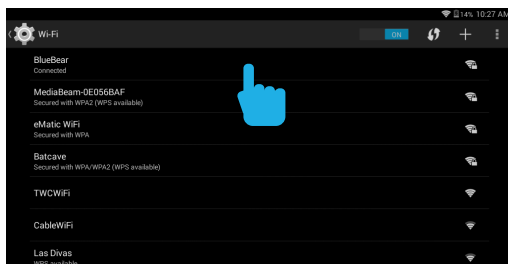 14% 10:27 AM
Wi-Fi
ON
BlueBear
Connected
MediaBeam-0E056BAF
Secured with WPA2 (WPS available)
eMatic WiFi
Secured with WPA
Batcave
Secured with WPA/WPA2 (WPS available)
TWCWiFi
CableWiFi
Las Divas
WPS available